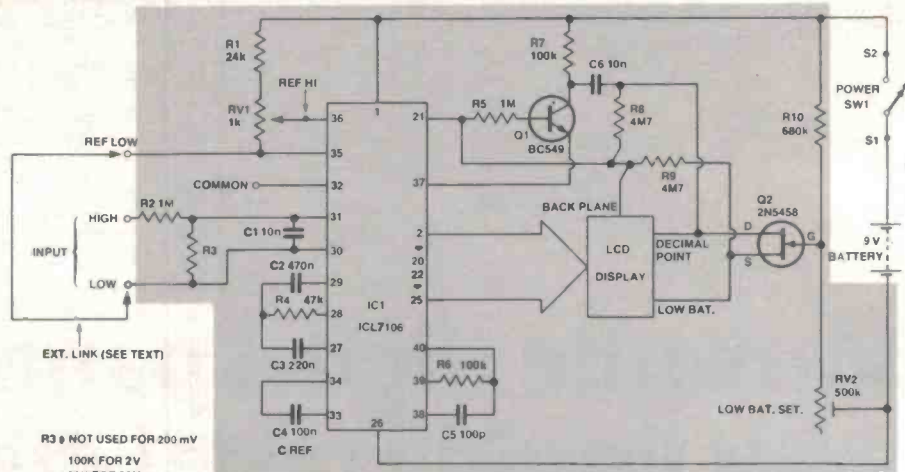 R1
24k
RV1
1k
REF HI
REF LOW
COMMON
HIGH
R2 1M
INPUT
R3
C1 10n
LOW
C2 470n
R4 47k
C3 220n
C4 100n
C REF
EXT. LINK (SEE TEXT)
R3 NOT USED FOR 200 mV
100K FOR 2V
1
36
35
32
31
30
29
28
27
34
33
26
IC1
ICL7106
21
37
2
20
22
25
40
39
38
R7
100k
C6 10n
R5 1M
Q1
BC549
R8
4M7
R9
4M7
BACK PLANE
LCD
DISPLAY
DECIMAL
POINT
LOW BAT.
R6 100k
C5 100p
D
S
G
Q2
2N5458
R10
680k
S2
POWER
SW1
S1
9 V
BATTERY
RV2
500k
LOW BAT. SET.